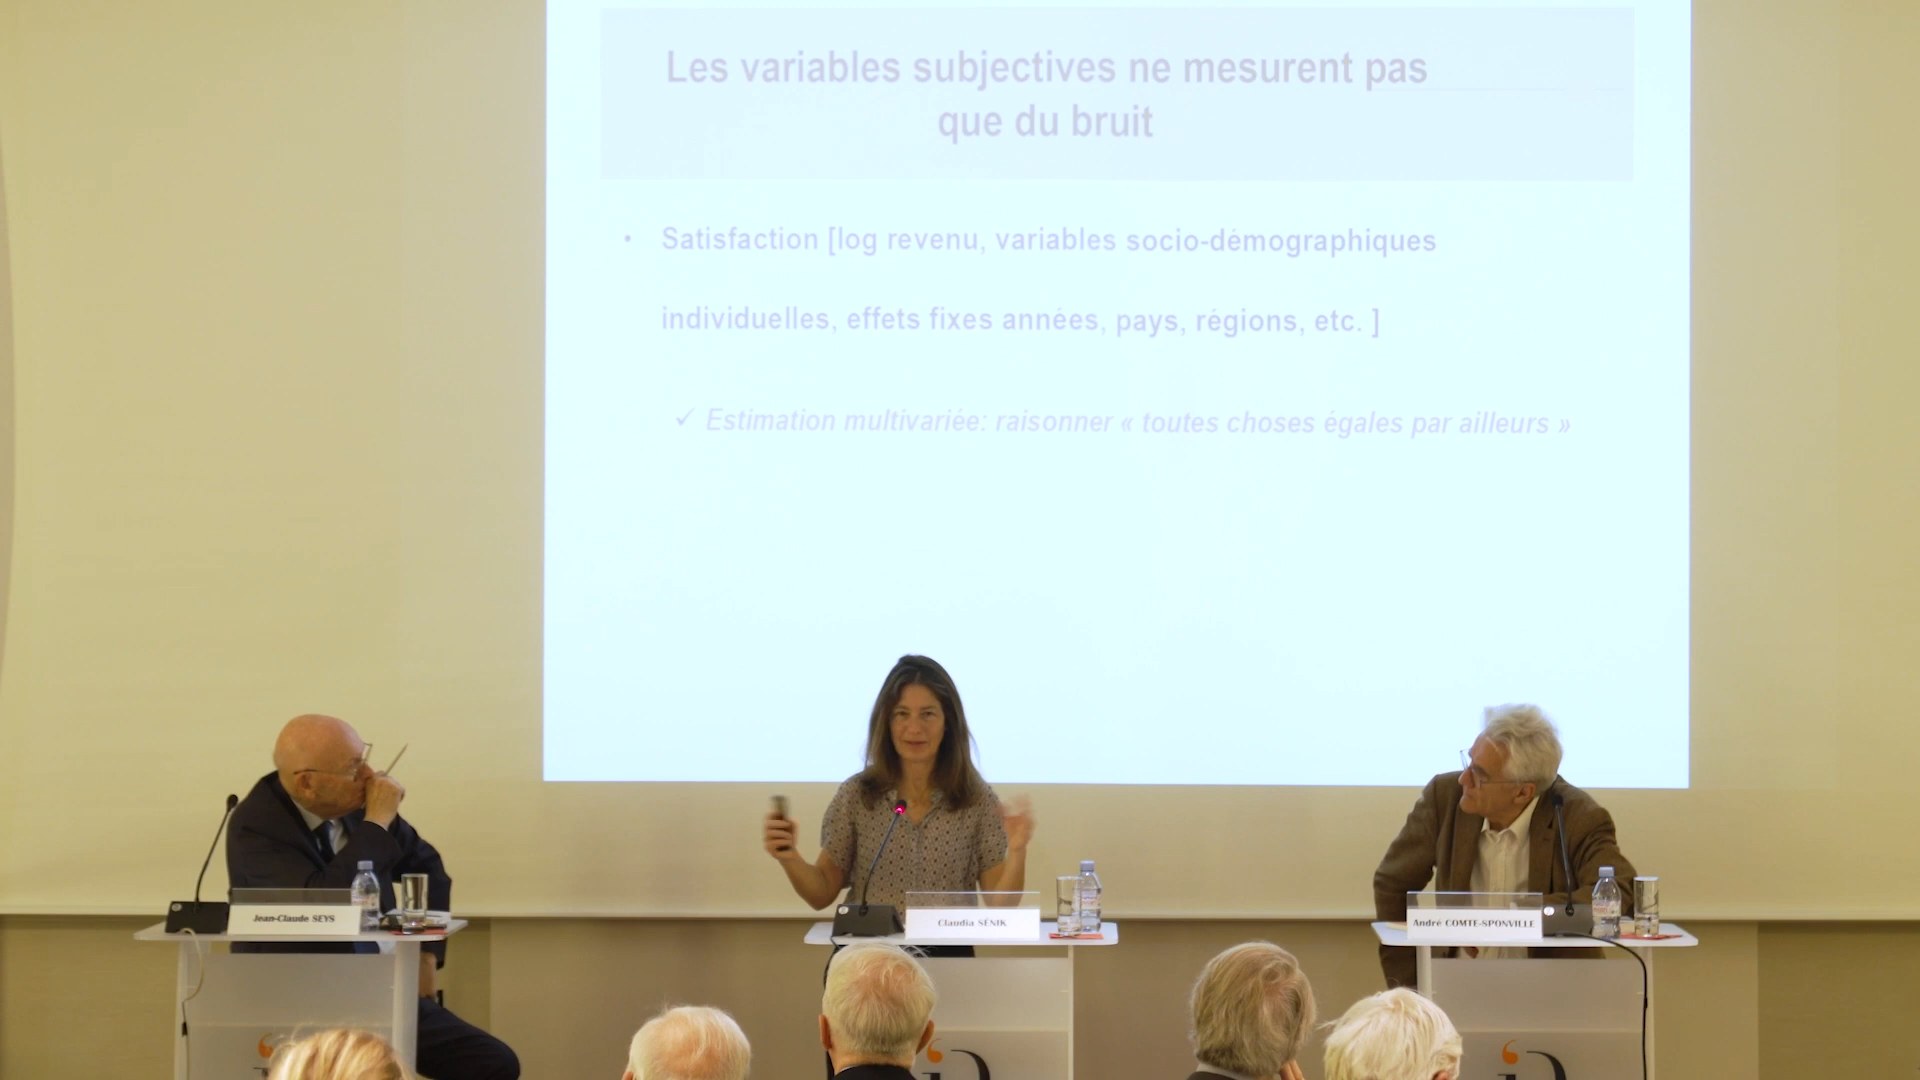 Les variables subjectives ne mesurent pas
que du bruit
• Satisfaction [log revenu, variables socio-démographiques
individuelles, effets fixes années, pays, régions, etc. ]
✓ Estimation multivariée: raisonner « toutes choses égales par ailleurs »
Jean-Claude SEYS
Claudia SÉNIK
André COMTE-SPONVILLE